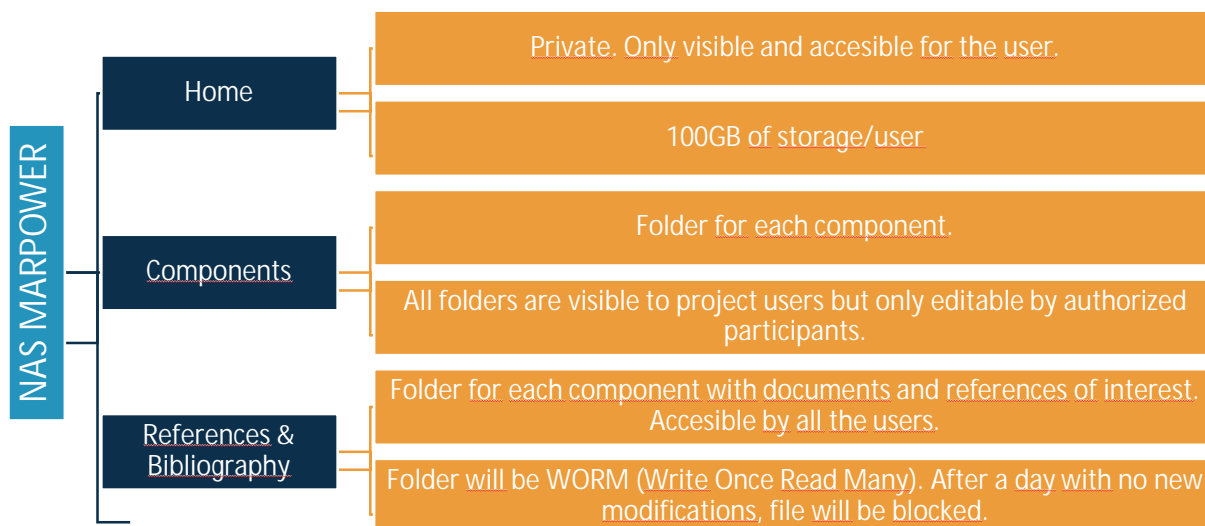 NAS MARPOWER
Home
Private. Only visible and accesible for the user.
100GB of storage/user
Components
Folder for each component.
All folders are visible to project users but only editable by authorized
participants.
References &
Bibliography
Folder for each component with documents and references of interest.
Accesible by all the users.
Folder will be WORM (Write Once Read Many). After a day with no new
modifications, file will be blocked.